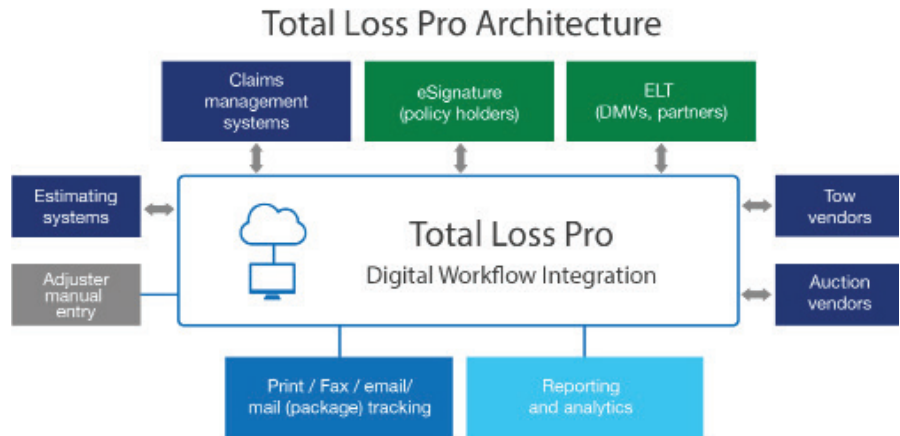 Total Loss Pro Architecture
Claims
management
systems
eSignature
(policy holders)
ELT
(DMVs, partners)
Estimating
systems
Adjuster
manual
entry
Total Loss Pro
Digital Workflow Integration
Tow
vendors
Auction
vendors
Print / Fax / email/
mail (package) tracking
Reporting
and analytics